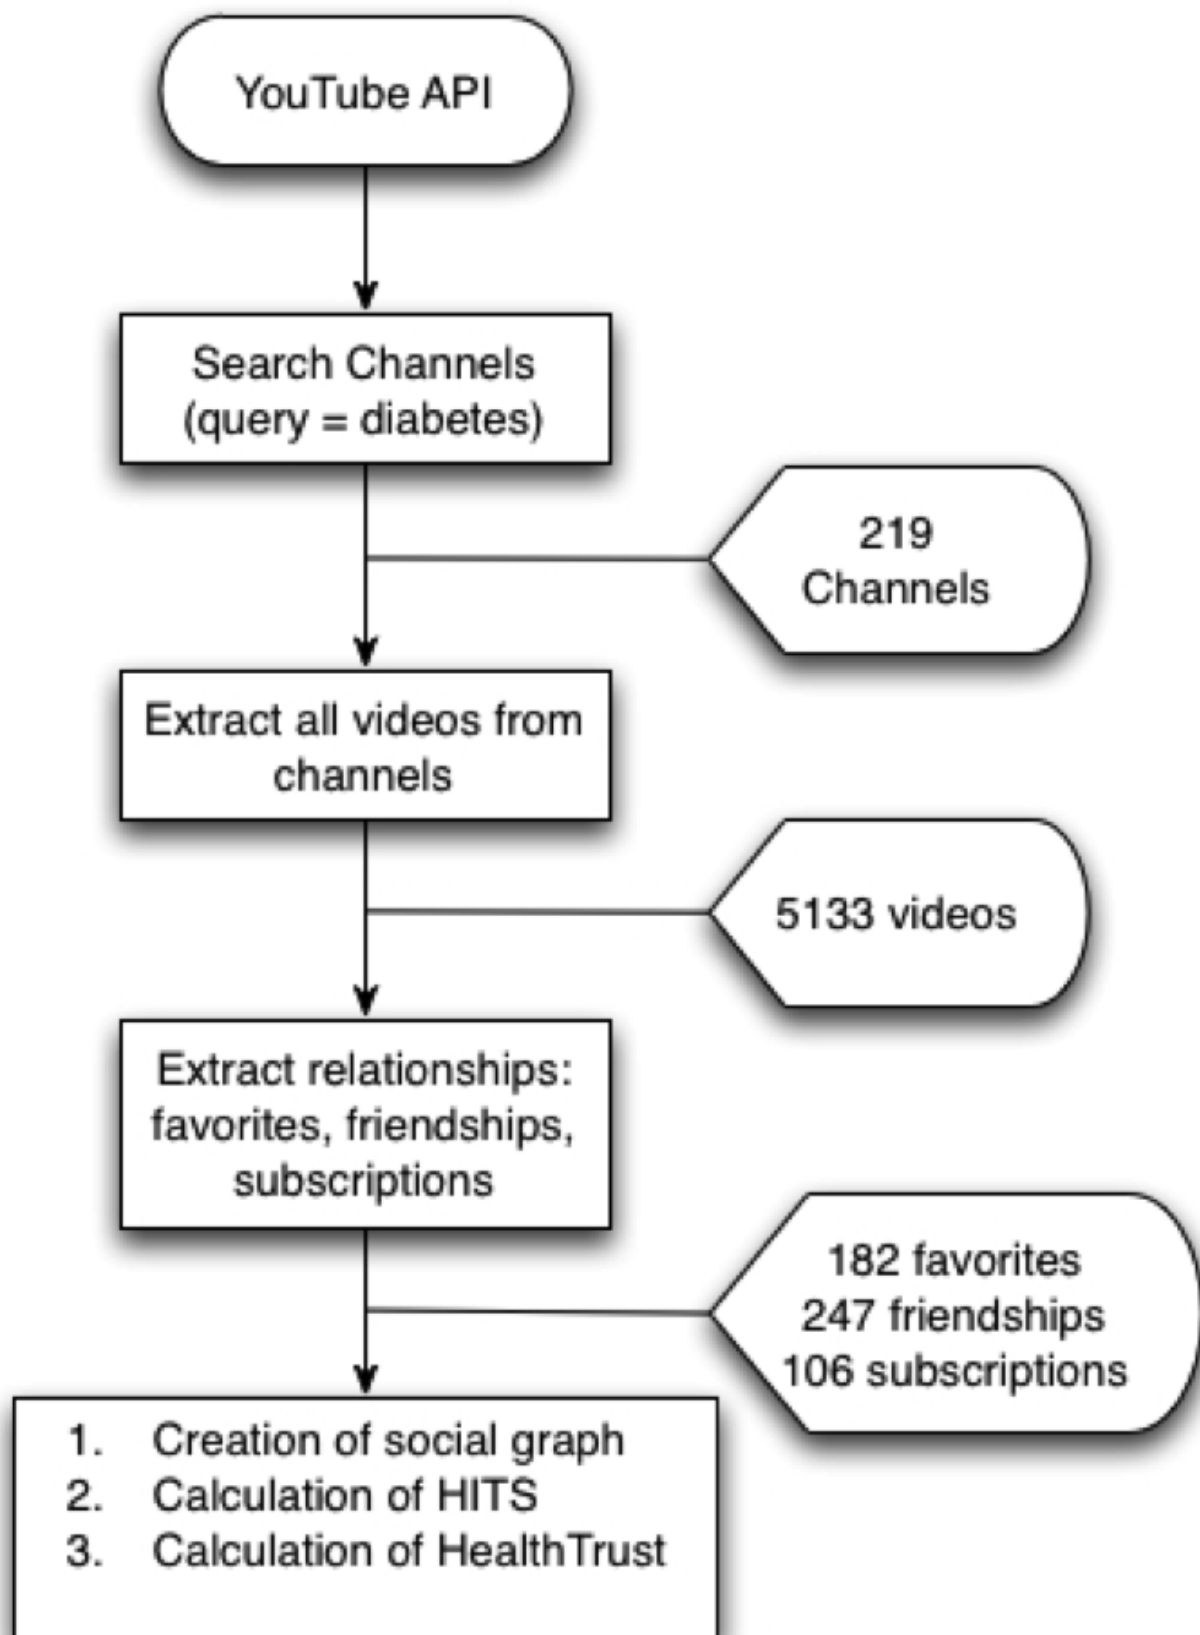 YouTube API
Search Channels
(query = diabetes)
219
Channels
Extract all videos from
channels
5133 videos
Extract relationships:
favorites, friendships,
subscriptions
182 favorites
247 friendships
106 subscriptions
1. Creation of social graph
2. Calculation of HITS
3. Calculation of HealthTrust